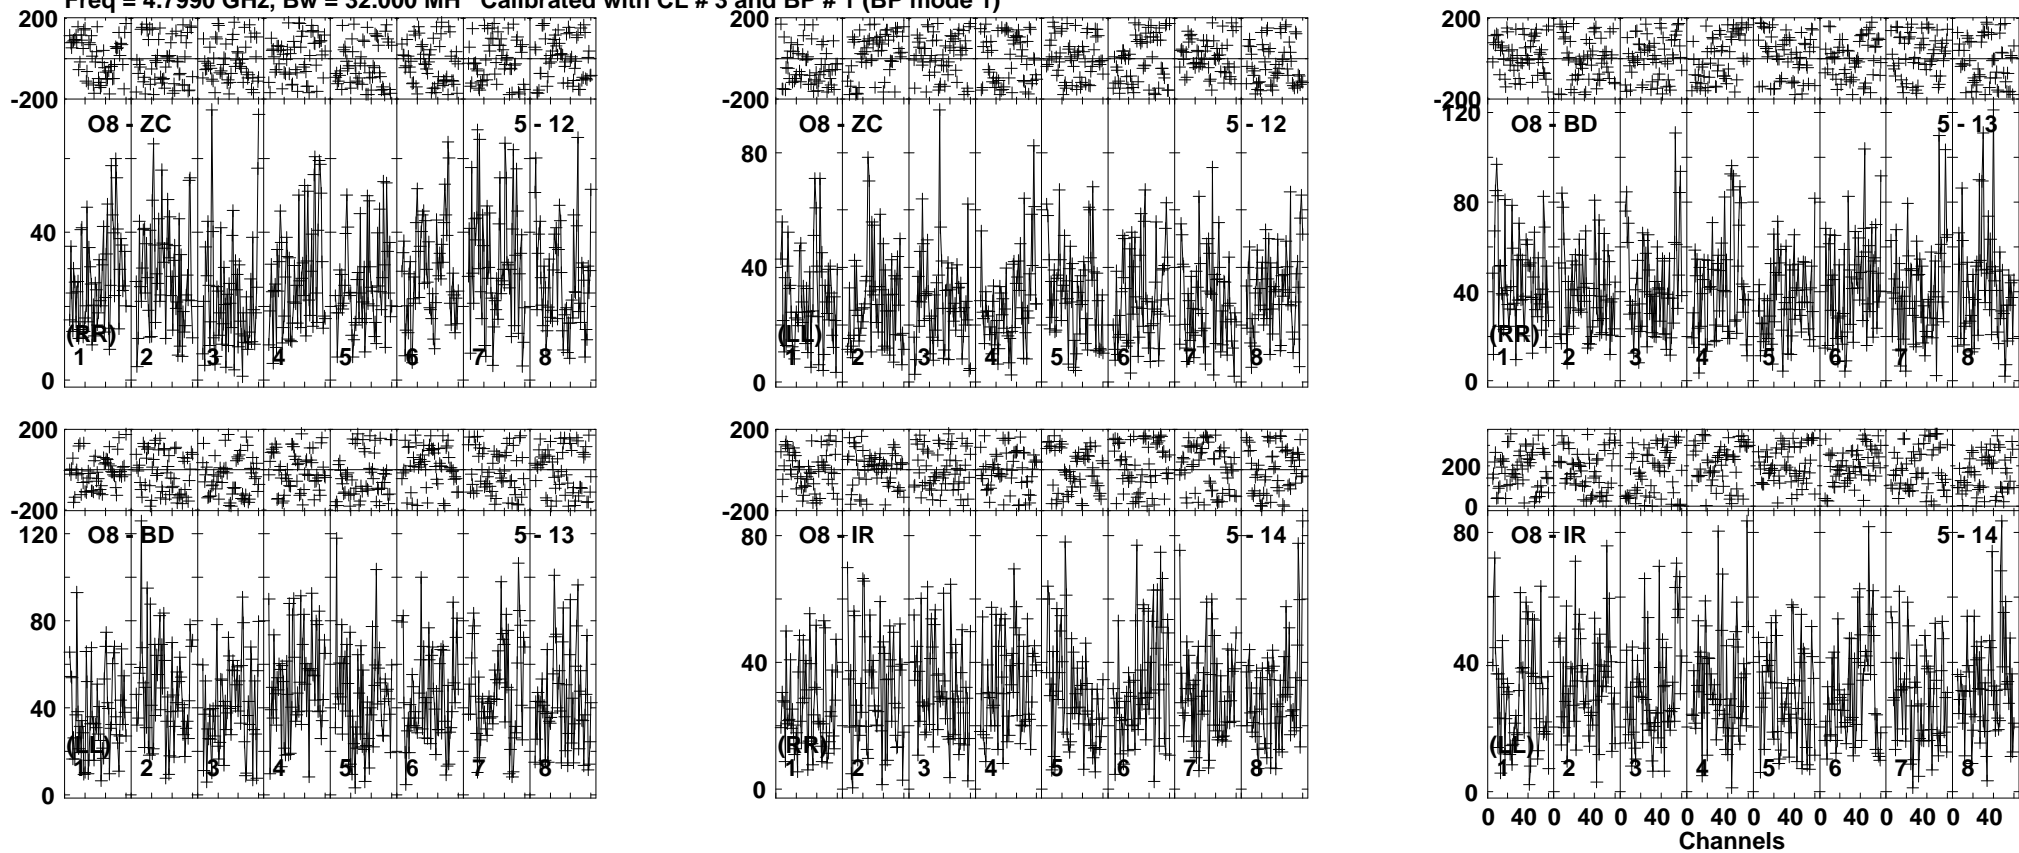 Freq = 4.7990 GHz, Bw = 32.000 MH Calibrated with CL # 3 and BP # 1 (BP mode 1)
200
-200
O8 - ZC 5 - 12
40
(RR)
1 2 3 4 5 6 7 8
0
200
-200
O8 - ZC 5 - 12
80
40
(LL)
1 2 3 4 5 6 7 8
0
200
-200
120
O8 - BD 5 - 13
80
40
(RR)
1 2 3 4 5 6 7 8
0
200
-200
120
O8 - BD 5 - 13
80
40
(LL)
1 2 3 4 5 6 7 8
0
200
-200
80
O8 - IR 5 - 14
40
(RR)
1 2 3 4 5 6 7 8
0
200
0
80
O8 - IR 5 - 14
40
(LL)
1 2 3 4 5 6 7 8
0
0 40 0 40 0 40 0 40 0 40 0 40 0 40 0 40
Channels